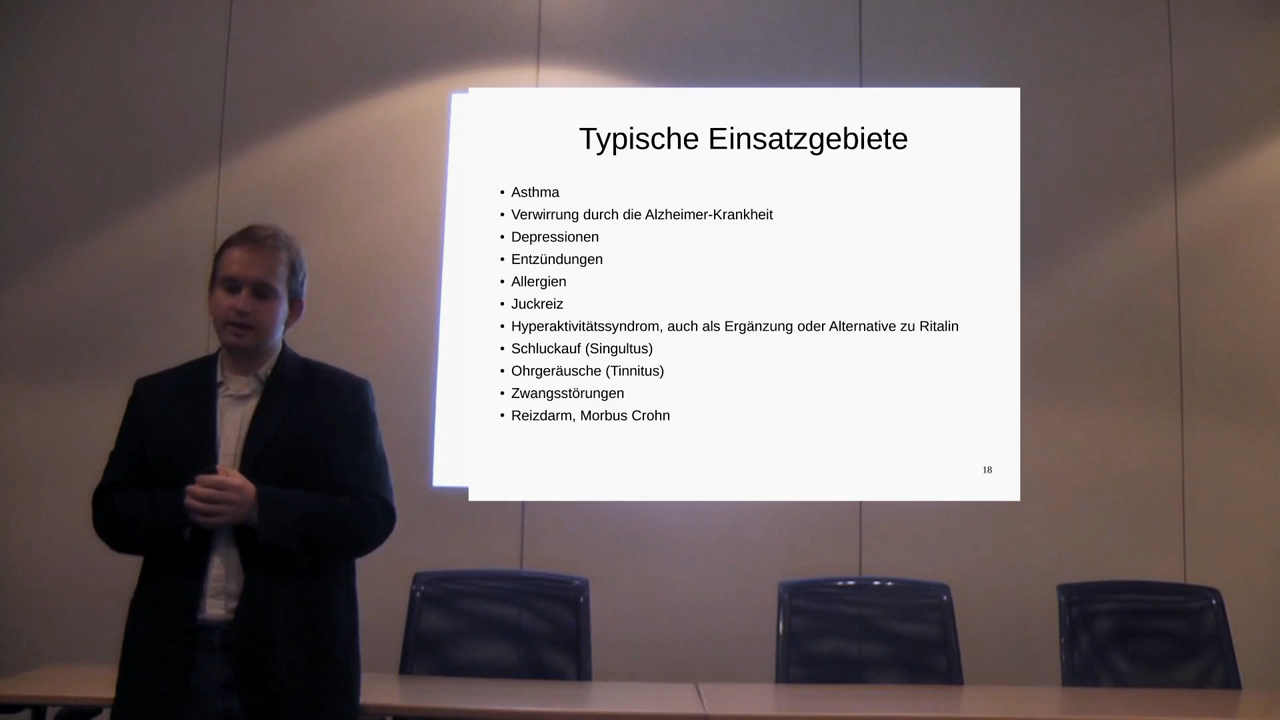 Typische Einsatzgebiete
• Asthma
• Verwirrung durch die Alzheimer-Krankheit
• Depressionen
• Entzündungen
• Allergien
• Juckreiz
• Hyperaktivitätssyndrom, auch als Ergänzung oder Alternative zu Ritalin
• Schluckauf (Singultus)
• Ohrgeräusche (Tinnitus)
• Zwangsstörungen
• Reizdarm, Morbus Crohn
18